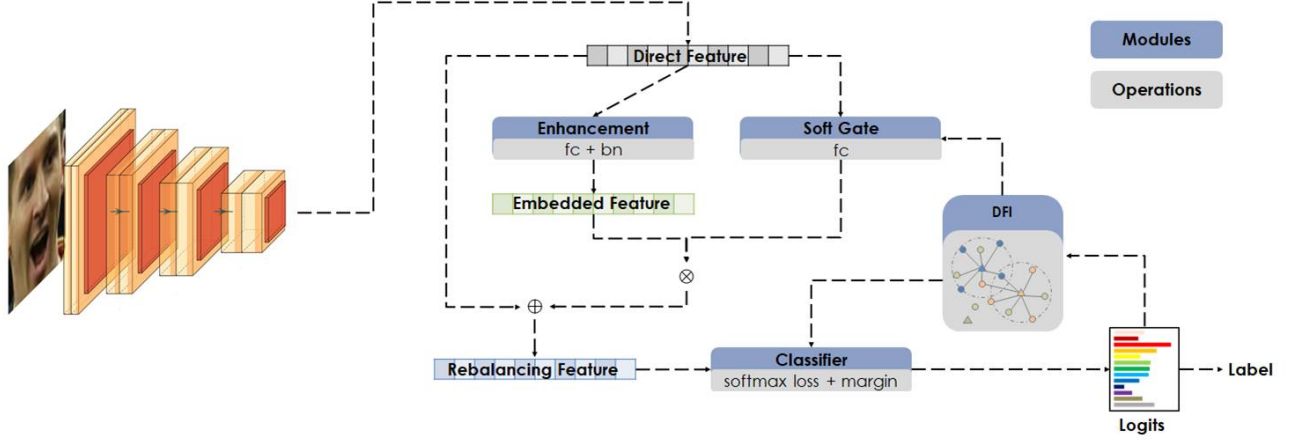 Direct Feature
Modules
Operations
Enhancement
fc + bn
Soft Gate
fc
Embedded Feature
DFI
Rebalancing Feature
Classifier
softmax loss + margin
Label
Logits